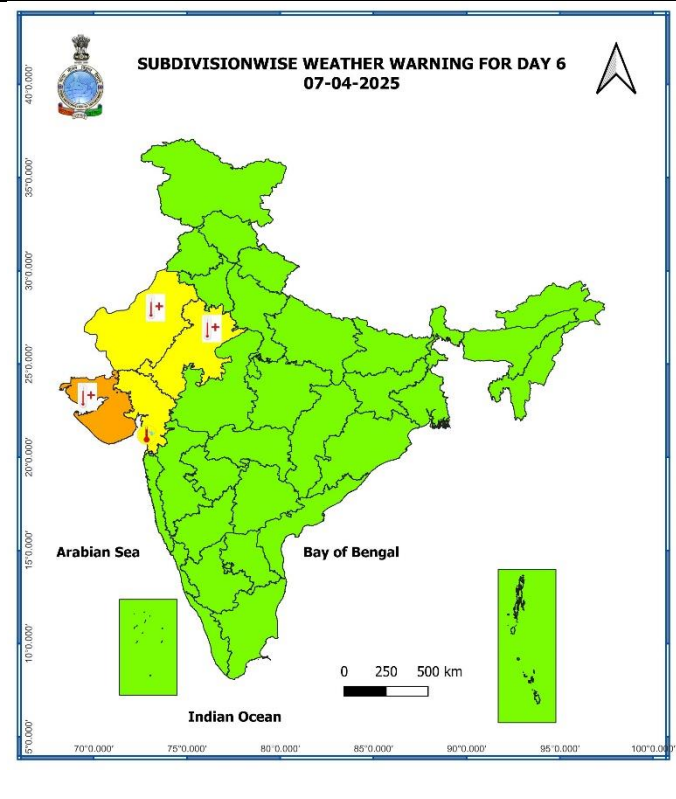 SUBDIVISIONWISE WEATHER WARNING FOR DAY 6
07-04-2025
40°0.000'
35°0.000'
30°0.000'
25°0.000'
20°0.000'
15°0.000'
10°0.000'
5°0.000'
Arabian Sea
Bay of Bengal
0 250 500 km
Indian Ocean
70°0.000' 75°0.000' 80°0.000' 85°0.000' 90°0.000' 95°0.000' 100°0.000'